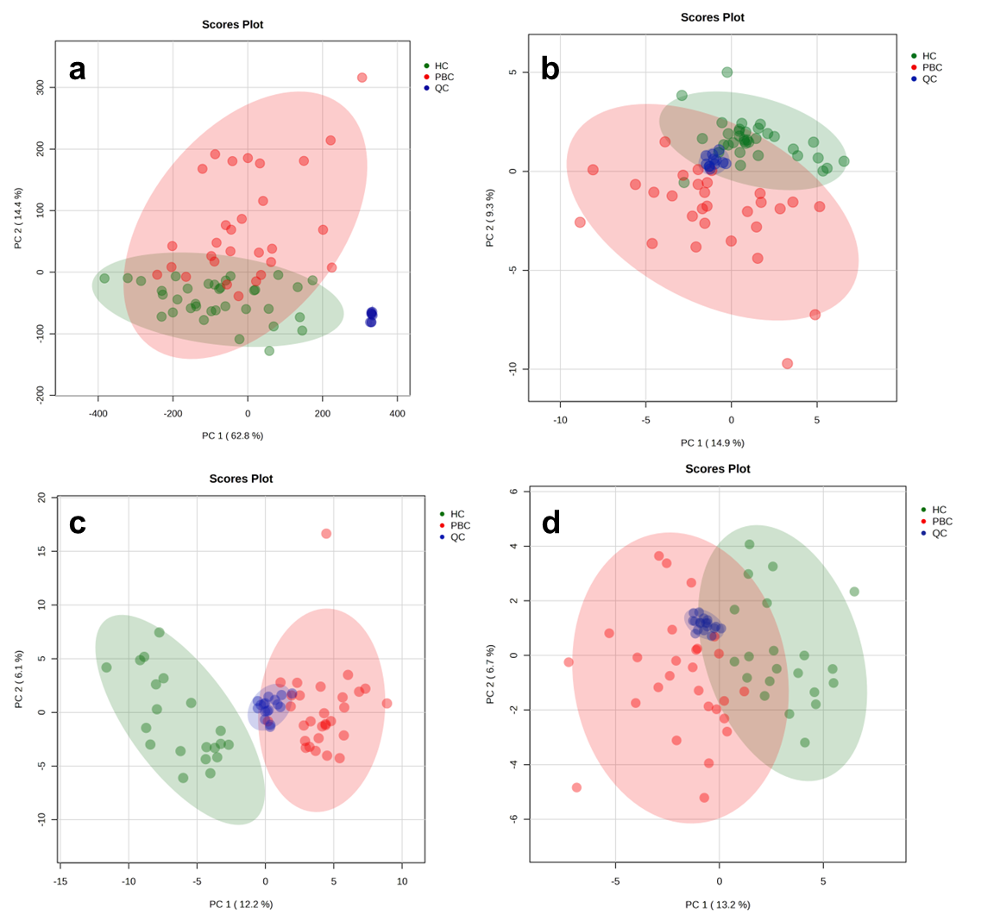 Scores Plot
a
HC
PBC
QC
300
200
100
0
100
-200
PC 2 ( 14.4 %)
-400
-200
0
200
400
PC 1 ( 62.8 %)
Scores Plot
b
HC
PBC
QC
5
0
-5
-10
PC 2 ( 9.3 %)
-10
-5
0
5
PC 1 ( 14.9 %)
Scores Plot
c
HC
PBC
QC
20
15
10
5
0
-5
-10
PC 2 ( 6.1 %)
-15
-10
-5
0
5
10
PC 1 ( 12.2 %)
Scores Plot
d
HC
PBC
QC
6
4
2
0
-2
-4
-6
PC 2 ( 6.7 %)
-5
0
5
PC 1 ( 13.2 %)